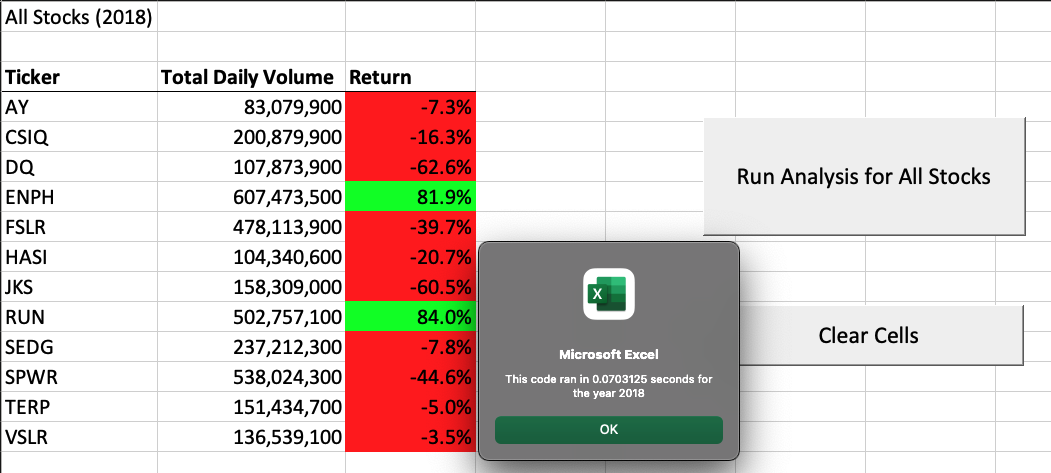 All Stocks (2018)
Ticker Total Daily Volume Return
AY 83,079,900 -7.3%
CSIQ 200,879,900 -16.3%
DQ 107,873,900 -62.6%
ENPH 607,473,500 81.9%
FSLR 478,113,900 -39.7%
HASI 104,340,600 -20.7%
JKS 158,309,000 -60.5%
RUN 502,757,100 84.0%
SEDG 237,212,300 -7.8%
SPWR 538,024,300 -44.6%
TERP 151,434,700 -5.0%
VSLR 136,539,100 -3.5%
Run Analysis for All Stocks
Clear Cells
X
Microsoft Excel
This code ran in 0.0703125 seconds for
the year 2018
OK